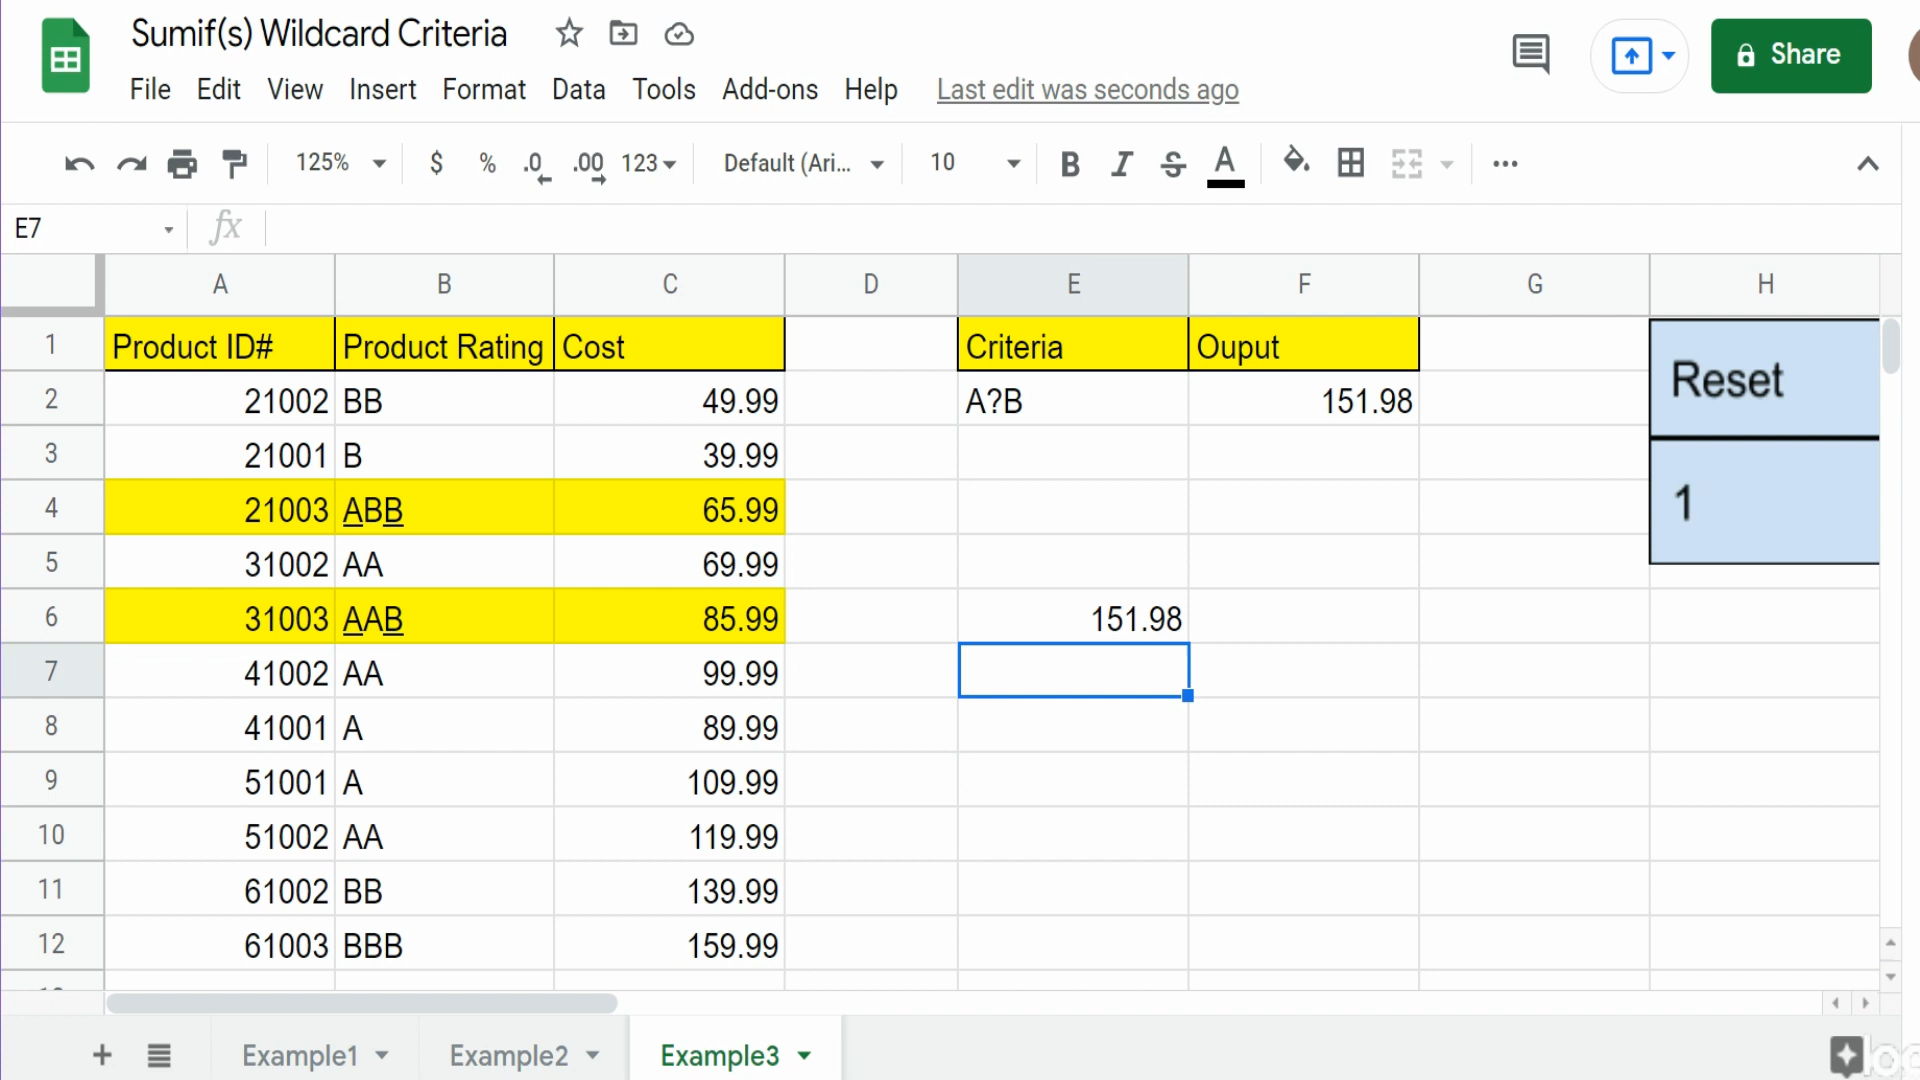 Sumif(s) Wildcard Criteria
File Edit View Insert Format Data Tools Add-ons Help Last edit was seconds ago
Share
125% $ % .0 .00 123 Default (Ari... 10 B I S A
E7 fx
A B C D E F G H
1 Product ID# Product Rating Cost Criteria Ouput
2 21002 BB 49.99 A?B 151.98
Reset
3 21001 B 39.99
4 21003 ABB 65.99
1
5 31002 AA 69.99
6 31003 AAB 85.99 151.98
7 41002 AA 99.99
8 41001 A 89.99
9 51001 A 109.99
10 51002 AA 119.99
11 61002 BB 139.99
12 61003 BBB 159.99
Example1 Example2 Example3